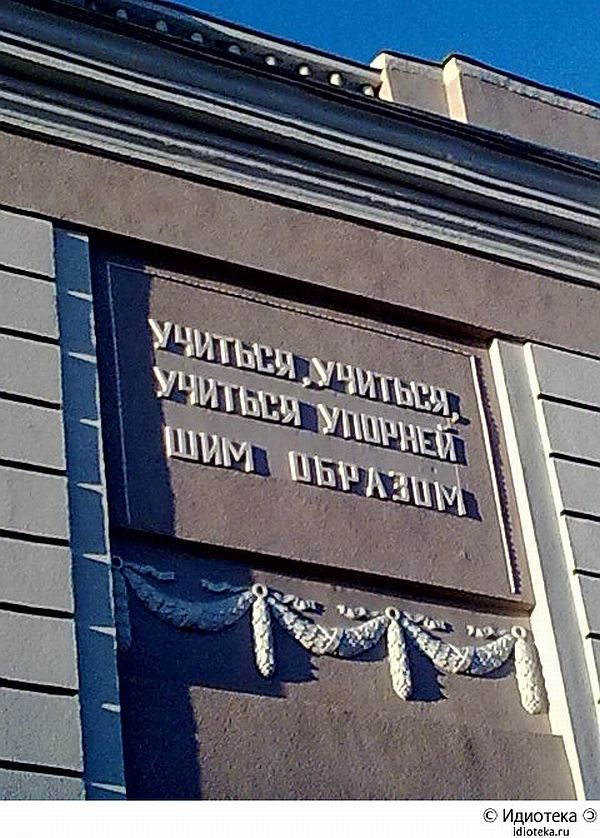 УЧИТЬСЯ, УЧИТЬСЯ,
УЧИТЬСЯ УПОРНЕЙ
ШИМ ОБРАЗОМ
© Идиотека
idioteka.ru